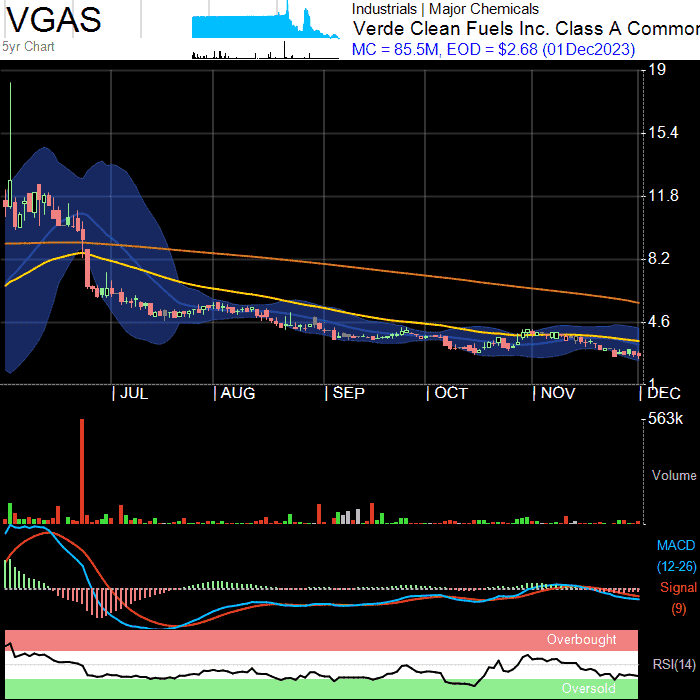 VGAS
5yr Chart
Industrials | Major Chemicals
Verde Clean Fuels Inc. Class A Common
MC = 85.5M, EOD = $2.68 (01Dec2023)
19
15.4
11.8
8.2
4.6
1
JUL
AUG
SEP
OCT
NOV
DEC
563k
Volume
MACD
(12-26)
Signal
(9)
Overbought
RSI(14)
Oversold